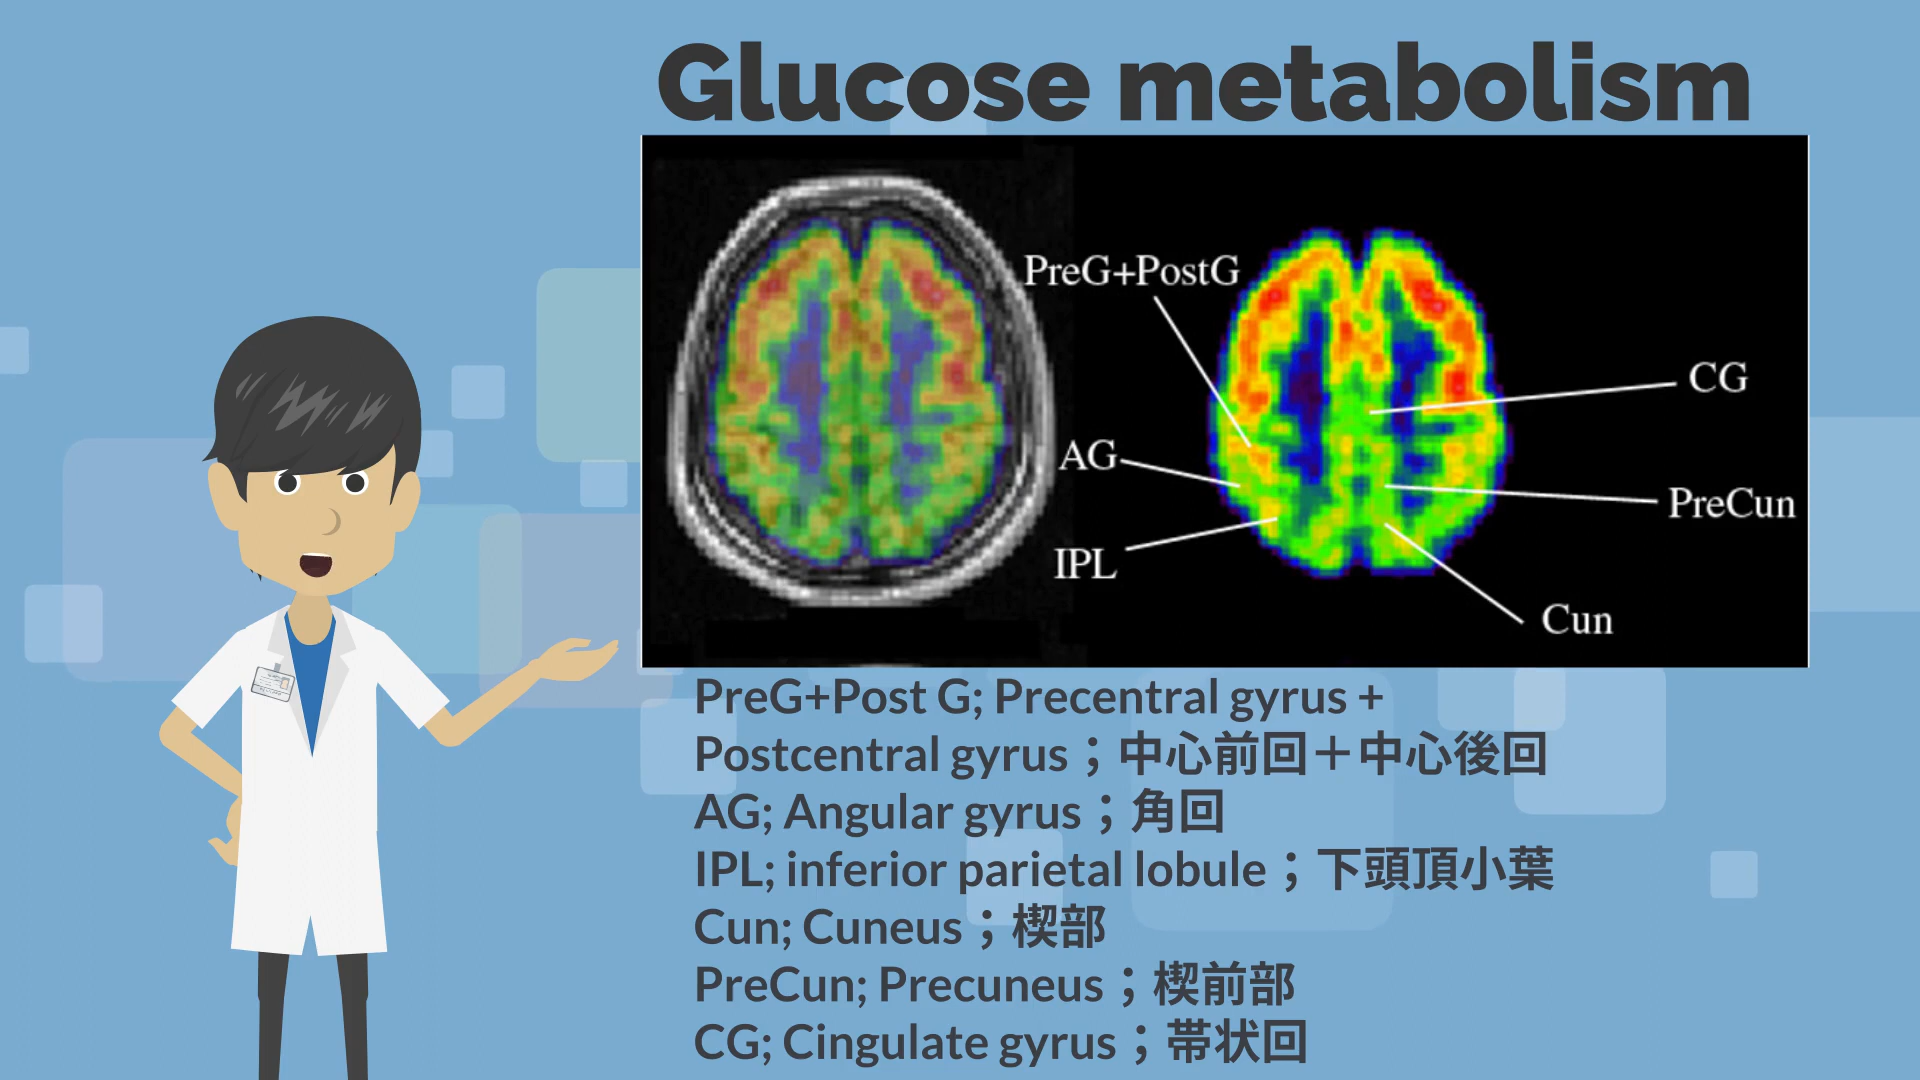 Glucose metabolism
PreG+PostG
CG
AG
PreCun
IPL
Cun
PreG+Post G; Precentral gyrus +
Postcentral gyrus；中心前回＋中心後回
AG; Angular gyrus；角回
IPL; inferior parietal lobule；下頭頂小葉
Cun; Cuneus；楔部
PreCun; Precuneus；楔前部
CG; Cingulate gyrus；帯状回